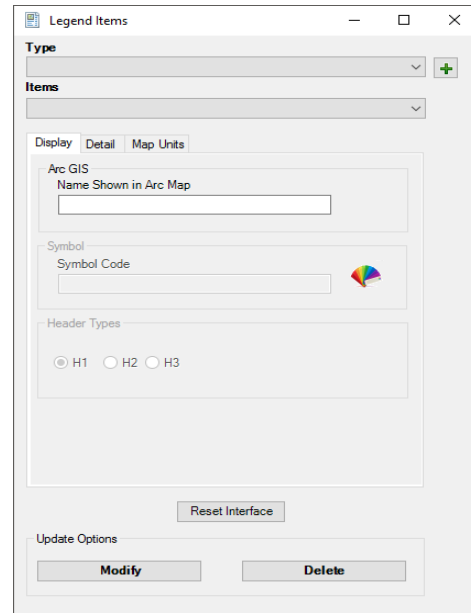 Legend Items
Type
Items
Display Detail Map Units
Arc GIS
Name Shown in Arc Map
Symbol
Symbol Code
Header Types
H1 H2 H3
Reset Interface
Update Options
Modify Delete